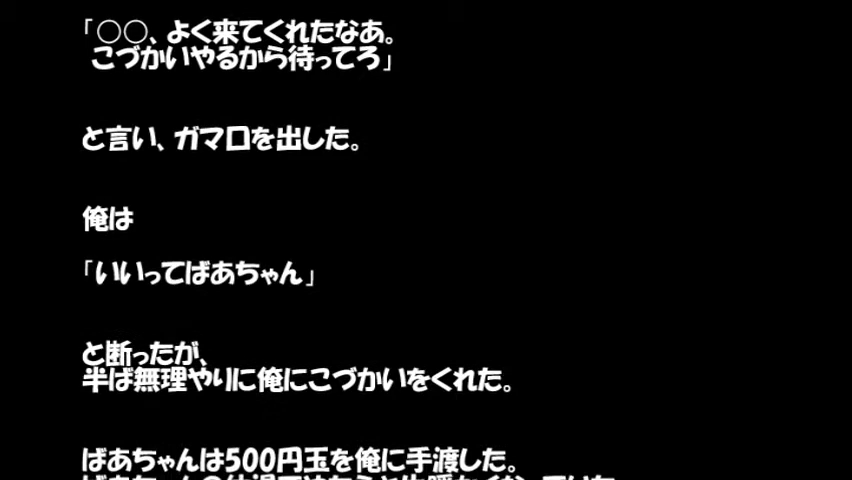 「○○、よく来てくれたなあ。
こづかいやるから待ってろ」
と言い、ガマ口を出した。
俺は
「いいってばあちゃん」
と断ったが、
半ば無理やりに俺にこづかいをくれた。
ばあちゃんは500円玉を俺に手渡した。